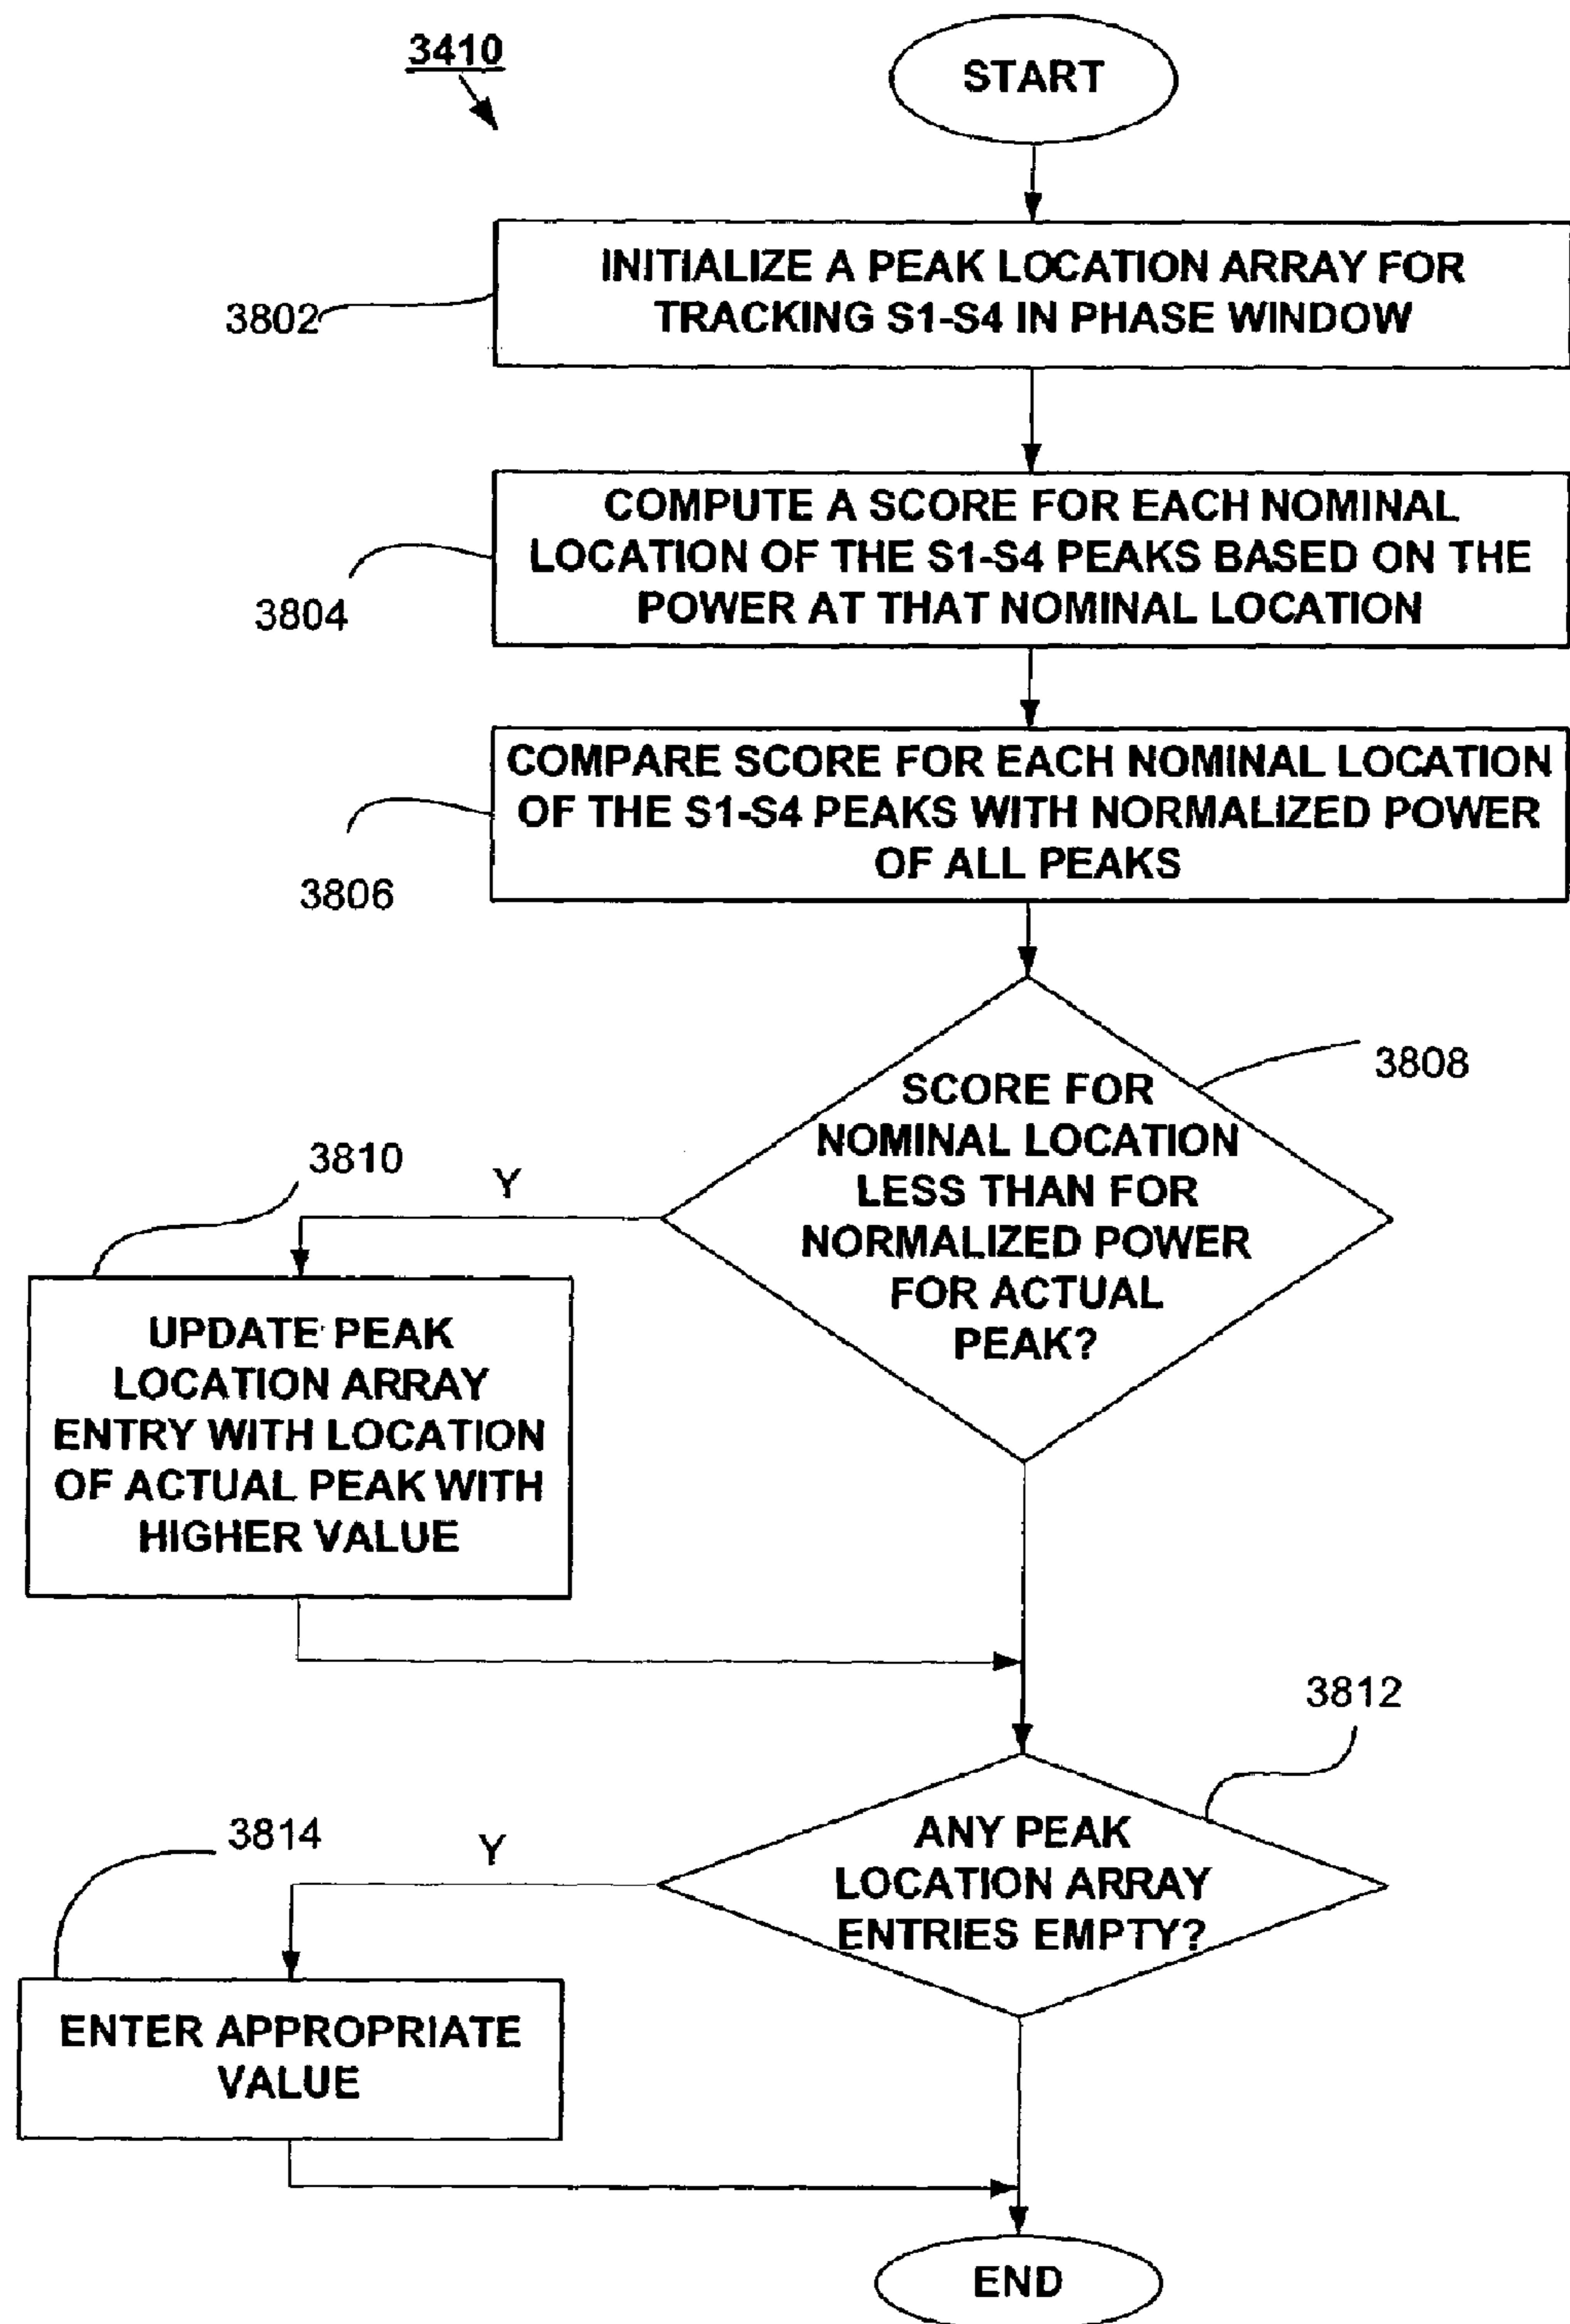 3410
START
INITIALIZE A PEAK LOCATION ARRAY FOR
TRACKING S1-S4 IN PHASE WINDOW
3802
COMPUTE A SCORE FOR EACH NOMINAL
LOCATION OF THE S1-S4 PEAKS BASED ON THE
POWER AT THAT NOMINAL LOCATION
3804
COMPARE SCORE FOR EACH NOMINAL LOCATION
OF THE S1-S4 PEAKS WITH NORMALIZED POWER
OF ALL PEAKS
3806
SCORE FOR
NOMINAL LOCATION
LESS THAN FOR
NORMALIZED POWER
FOR ACTUAL
PEAK?
3808
Y
3810
UPDATE PEAK
LOCATION ARRAY
ENTRY WITH LOCATION
OF ACTUAL PEAK WITH
HIGHER VALUE
3812
ANY PEAK
LOCATION ARRAY
ENTRIES EMPTY?
Y
3814
ENTER APPROPRIATE
VALUE
END